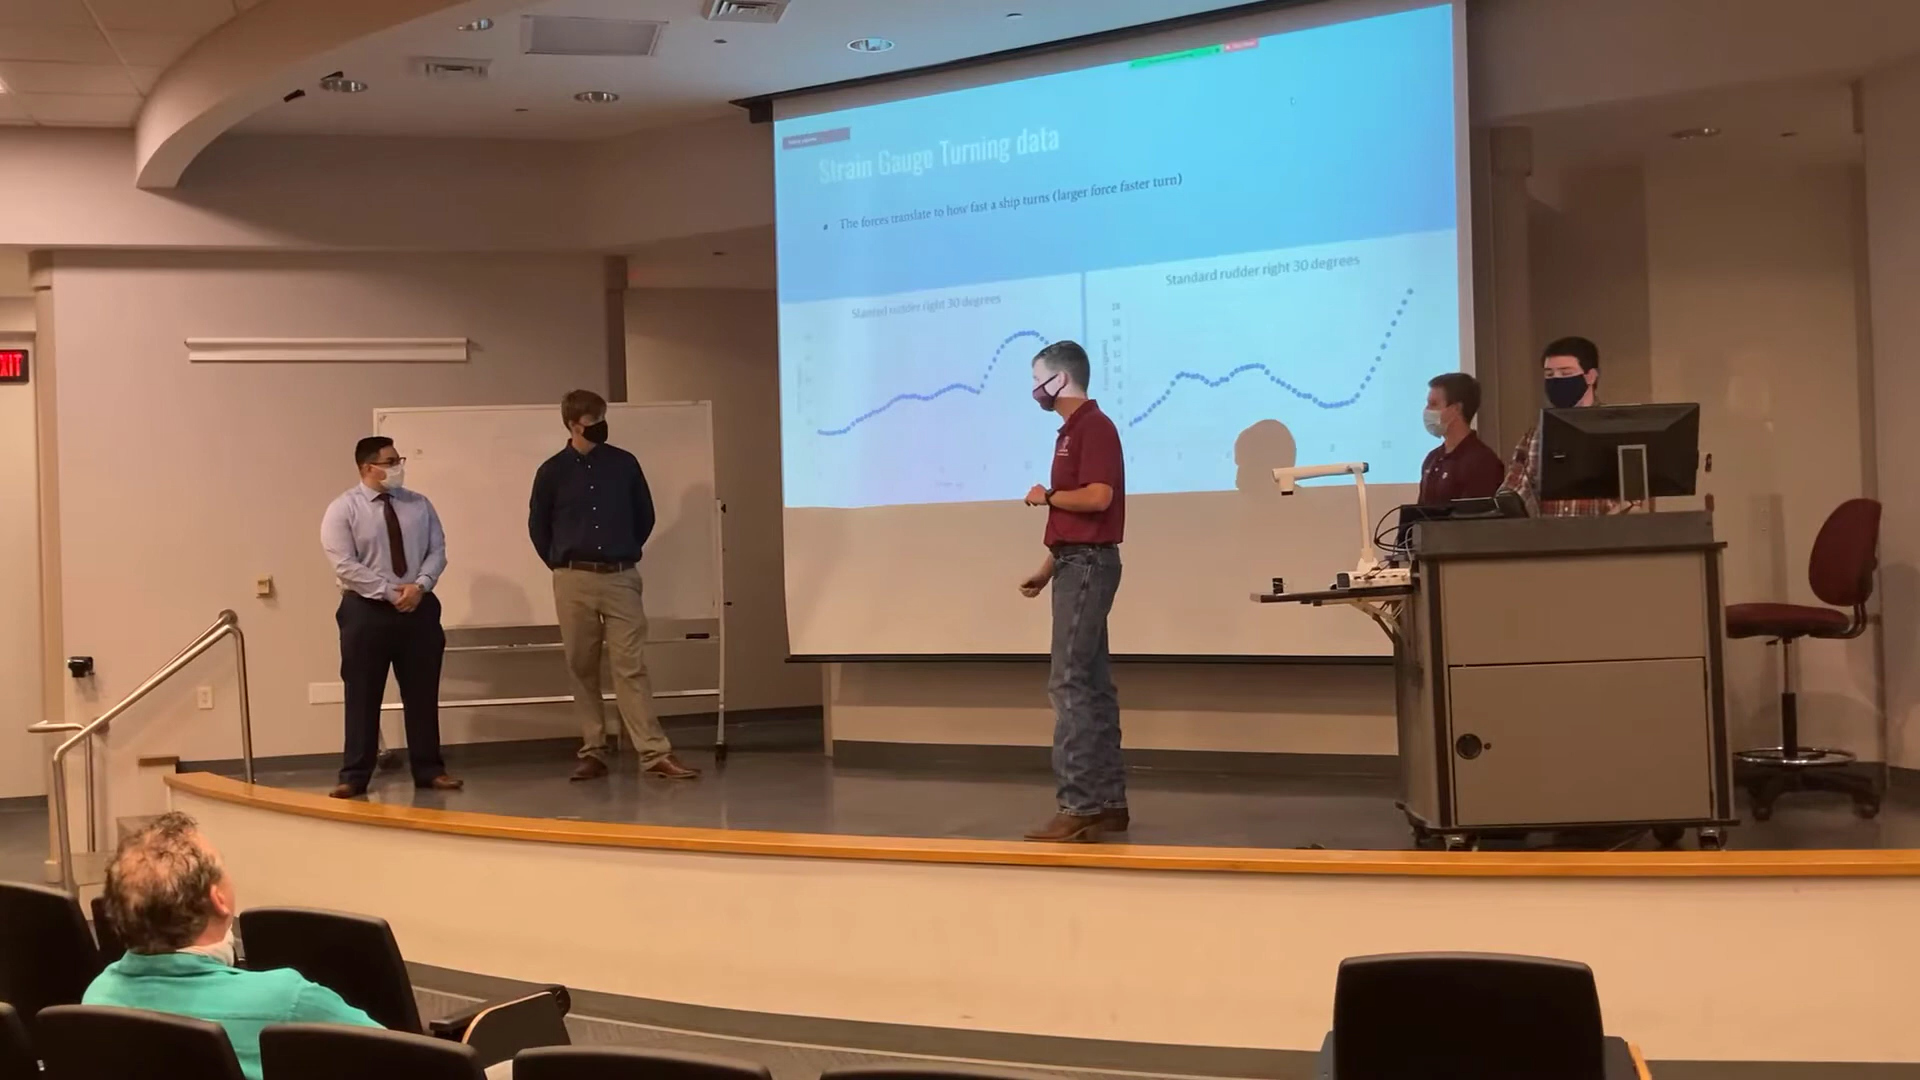 Strain Gauge Turning data
• The forces translate to how fast a ship turns (larger force faster turn)
Slanted rudder right 30 degrees
Standard rudder right 30 degrees
EXIT